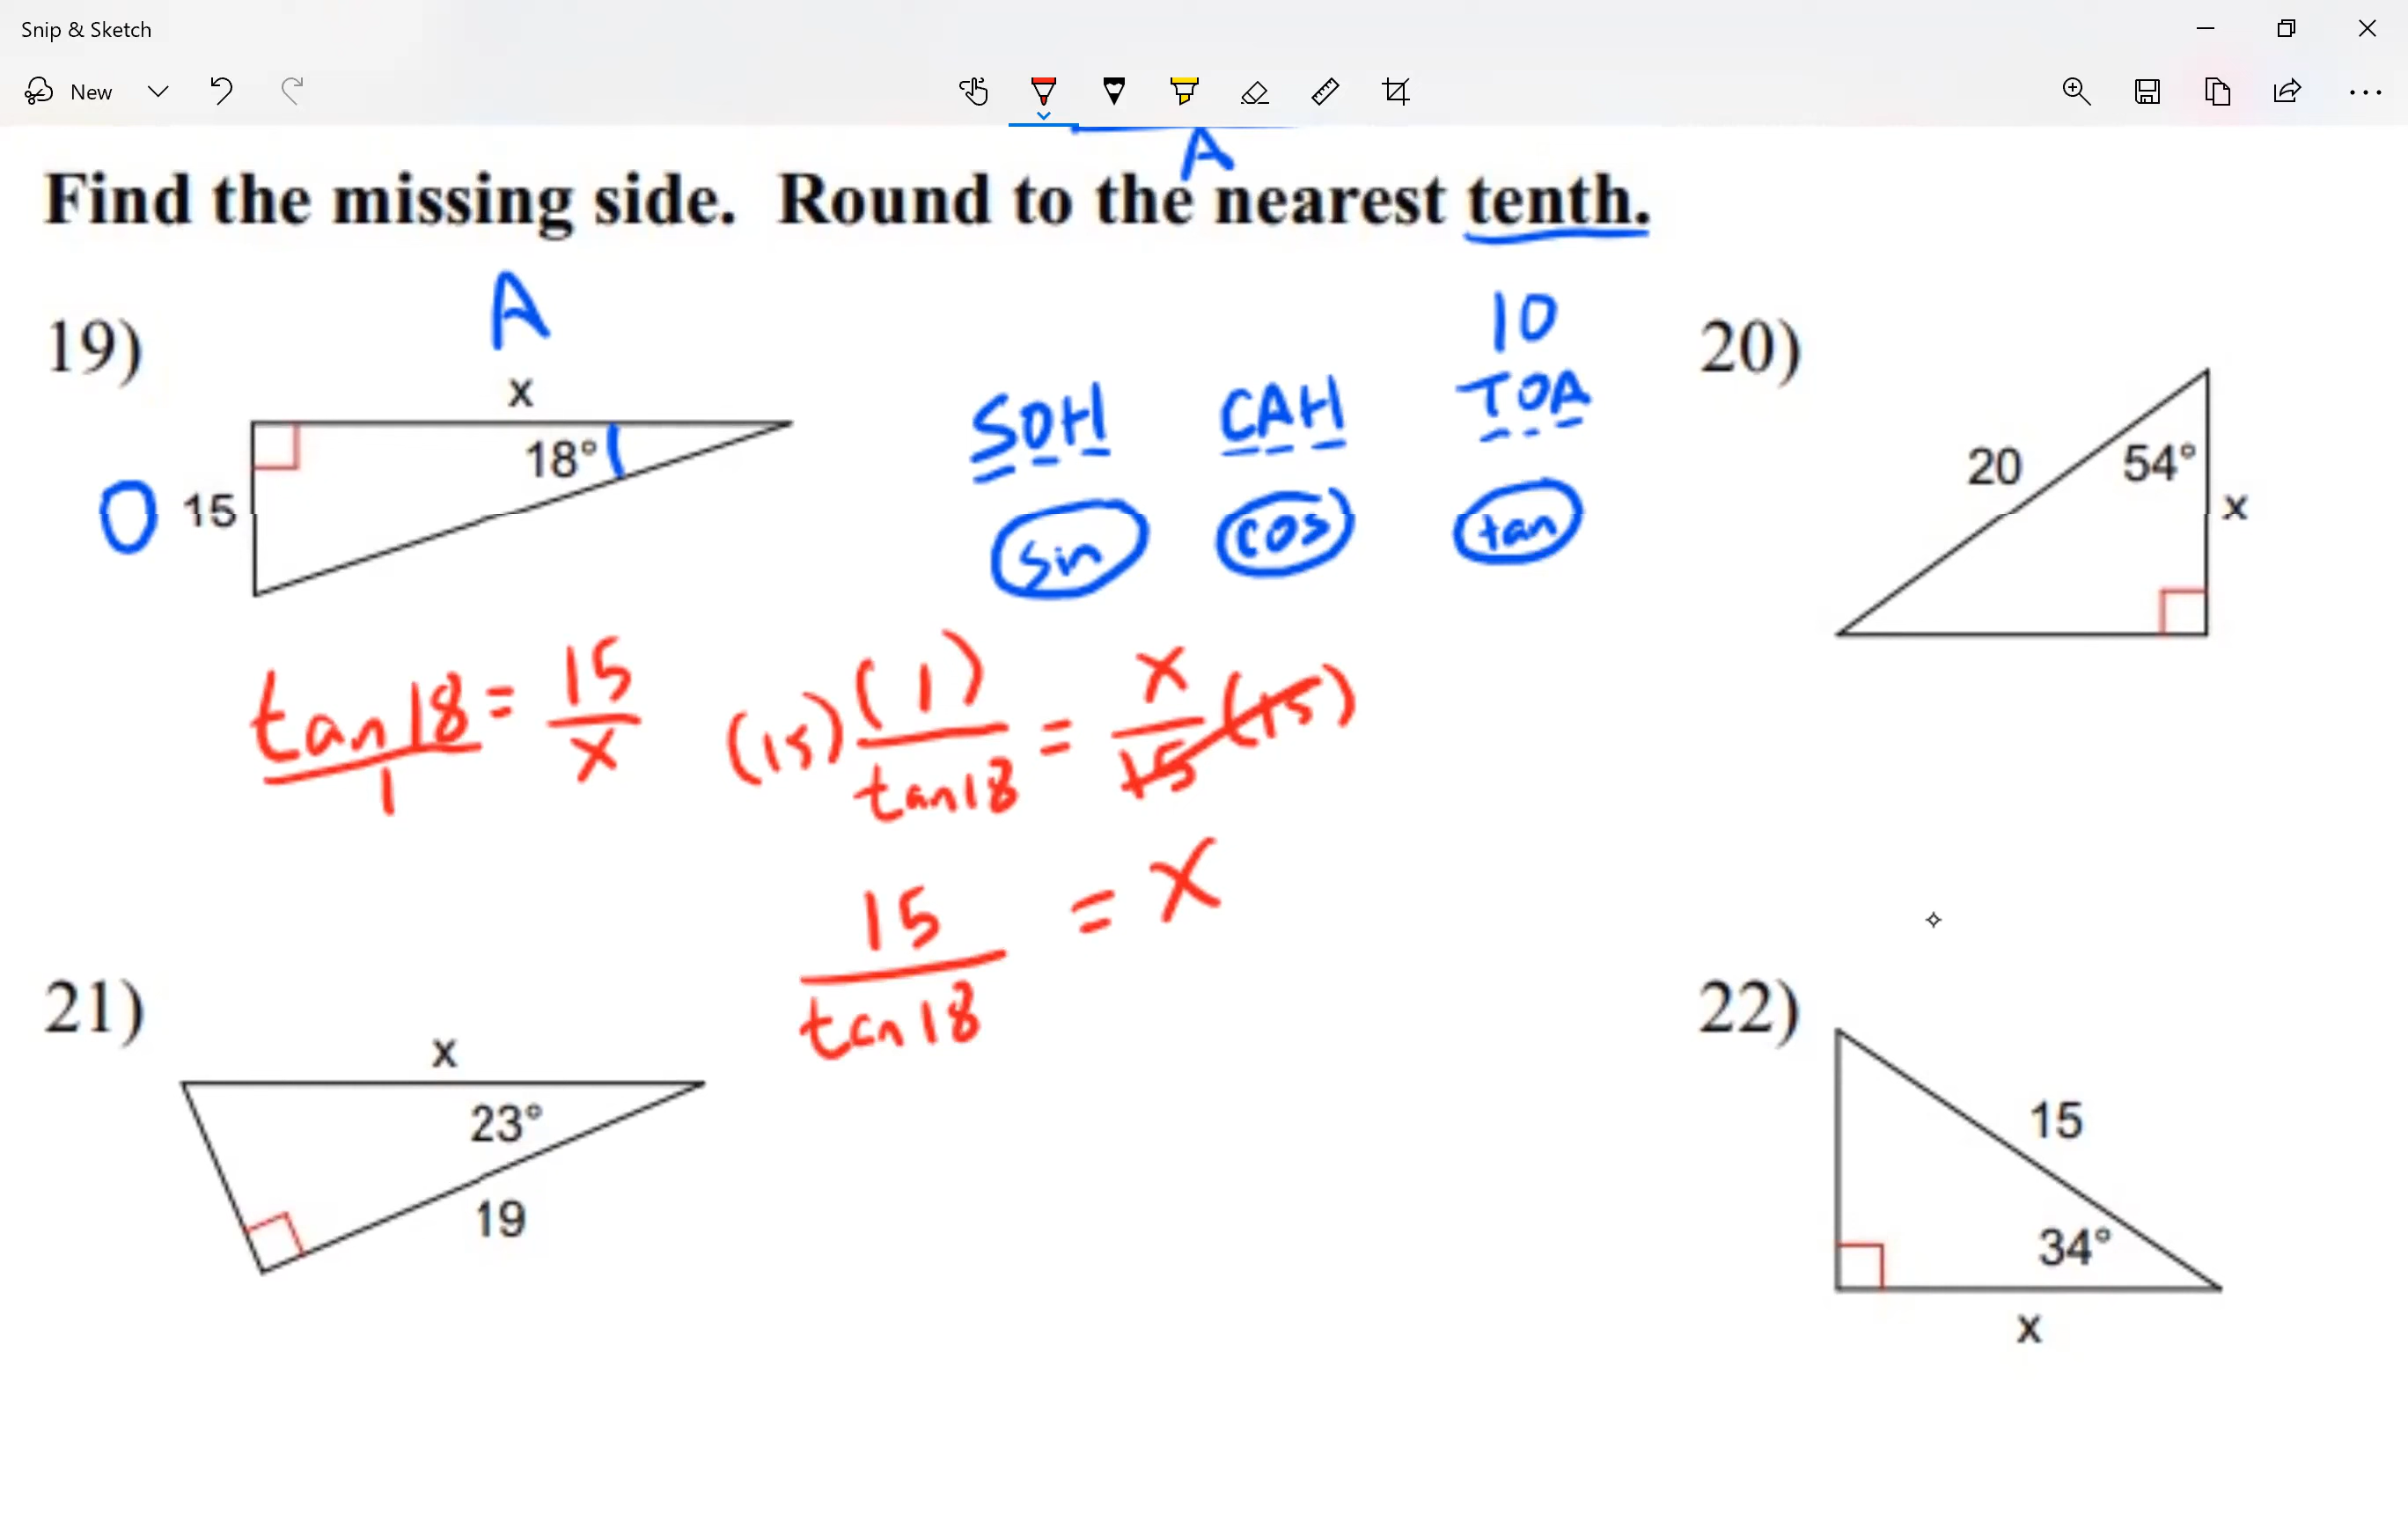 Snip & Sketch
New
A
Find the missing side. Round to the nearest tenth.
19)
A
x
18°
O 15
SOH CAH TOA
10
sin cos tan
20)
20
54°
x
tan18/1 = 15/x
(15) (1)/tan18 = x/15 (15)
15/tan18 = x
21)
x
23°
19
22)
15
34°
x